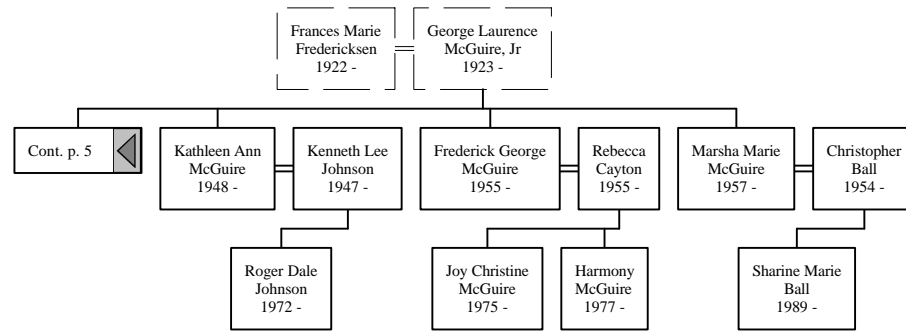 Frances Marie
Fredericksen
1922 -
George Laurence
McGuire, Jr
1923 -
Cont. p. 5
Kathleen Ann
McGuire
1948 -
Kenneth Lee
Johnson
1947 -
Frederick George
McGuire
1955 -
Rebecca
Cayton
1955 -
Marsha Marie
McGuire
1957 -
Christopher
Ball
1954 -
Roger Dale
Johnson
1972 -
Joy Christine
McGuire
1975 -
Harmony
McGuire
1977 -
Sharine Marie
Ball
1989 -